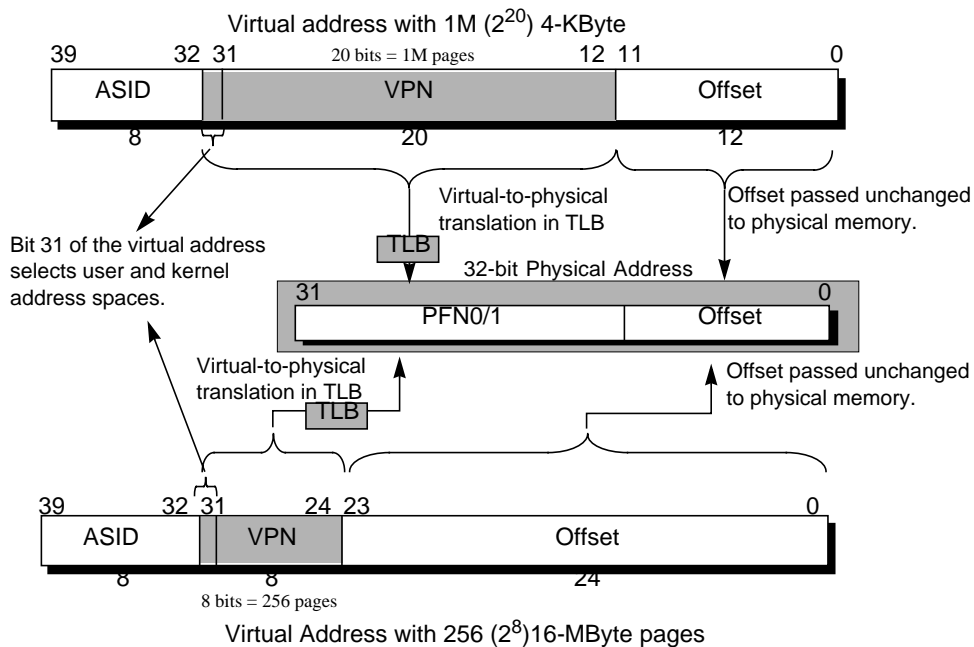 Virtual address with 1M (2^20) 4-KByte
39 32 31 20 bits = 1M pages 12 11 0
ASID VPN Offset
8 20 12
Virtual-to-physical
translation in TLB
Offset passed unchanged
to physical memory.
TLB
Bit 31 of the virtual address
selects user and kernel
address spaces.
32-bit Physical Address
31 0
PFN0/1 Offset
Virtual-to-physical
translation in TLB
TLB
Offset passed unchanged
to physical memory.
39 32 31 24 23 0
ASID VPN Offset
8 8 24
8 bits = 256 pages
Virtual Address with 256 (2^8)16-MByte pages